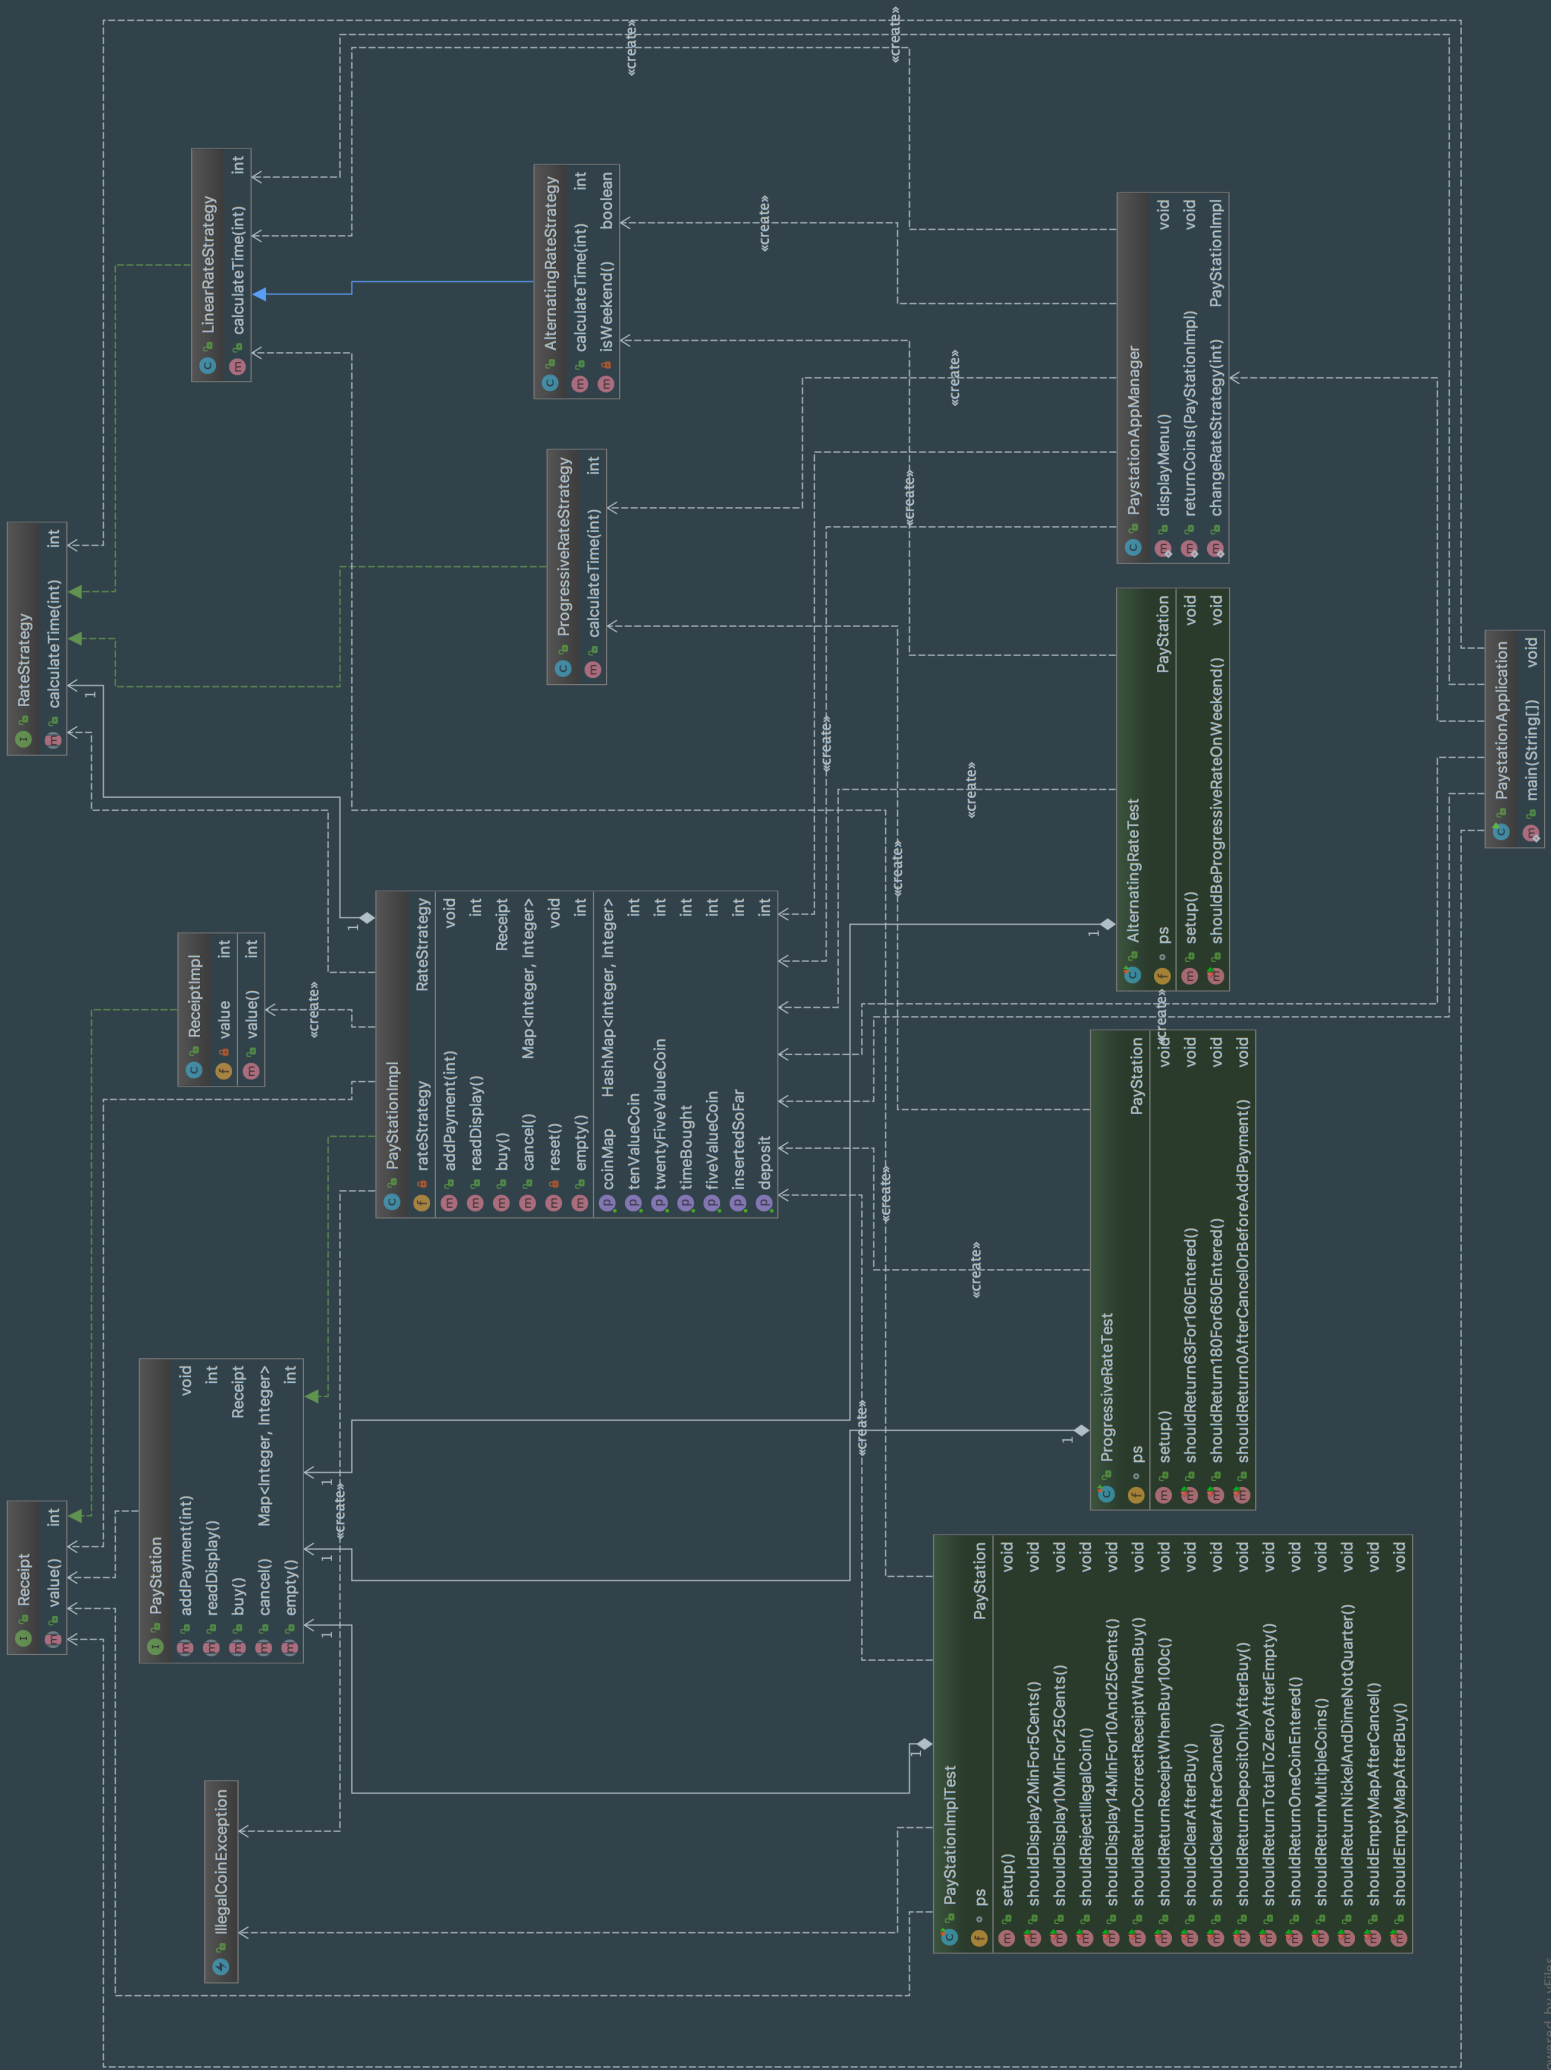 Receipt
value() int
RateStrategy
calculateTime(int) int
PayStation
addPayment(int) void
readDisplay() int
buy() Receipt
cancel() Map<Integer, Integer>
empty() int
IllegalCoinException
ReceiptImpl
value int
value() int
LinearRateStrategy
calculateTime(int) int
PayStationImpl
rateStrategy RateStrategy
addPayment(int) void
readDisplay() int
buy() Receipt
cancel() Map<Integer, Integer>
reset() void
empty() int
coinMap HashMap<Integer, Integer>
tenValueCoin int
twentyFiveValueCoin int
timeBought int
fiveValueCoin int
insertedSoFar int
deposit int
AlternatingRateStrategy
calculateTime(int) int
isWeekend() boolean
ProgressiveRateStrategy
calculateTime(int) int
PayStationImplTest
ps PayStation
setup() void
shouldDisplay2MinFor5Cents() void
shouldDisplay10MinFor25Cents() void
shouldRejectIllegalCoin() void
shouldDisplay14MinFor10And25Cents() void
shouldReturnCorrectReceiptWhenBuy() void
shouldReturnReceiptWhenBuy100c() void
shouldClearAfterBuy() void
shouldClearAfterCancel() void
shouldReturnDepositOnlyAfterBuy() void
shouldReturnTotalToZeroAfterEmpty() void
shouldReturnOneCoinEntered() void
shouldReturnMultipleCoins() void
shouldReturnNickelAndDimeNotQuarter() void
shouldEmptyMapAfterCancel() void
shouldEmptyMapAfterBuy() void
ProgressiveRateTest
ps PayStation
setup() void
shouldReturn63For160Entered() void
shouldReturn180For650Entered() void
shouldReturn0AfterCancelOrBeforeAddPayment() void
AlternatingRateTest
ps PayStation
setup() void
shouldBeProgressiveRateOnWeekend() void
PaystationAppManager
displayMenu() void
returnCoins(PayStationImpl) void
changeRateStrategy(int) PayStationImpl
PaystationApplication
main(String[]) void
«create»
«create»
«create»
«create»
«create»
«create»
«create»
«create»
«create»
«create»
«create»
«create»
«create»
«create»
1
1
1
1
1
1
1
1